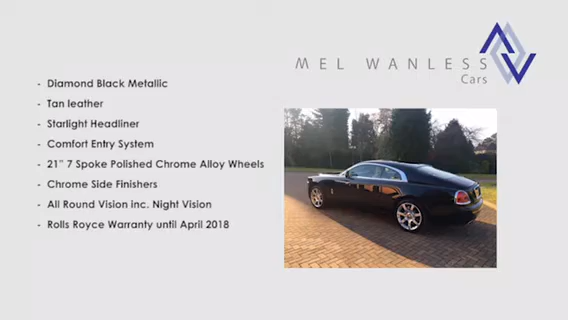 MEL WANLESS
Cars
- Diamond Black Metallic
- Tan leather
- Starlight Headliner
- Comfort Entry System
- 21" 7 Spoke Polished Chrome Alloy Wheels
- Chrome Side Finishers
- All Round Vision inc. Night Vision
- Rolls Royce Warranty until April 2018